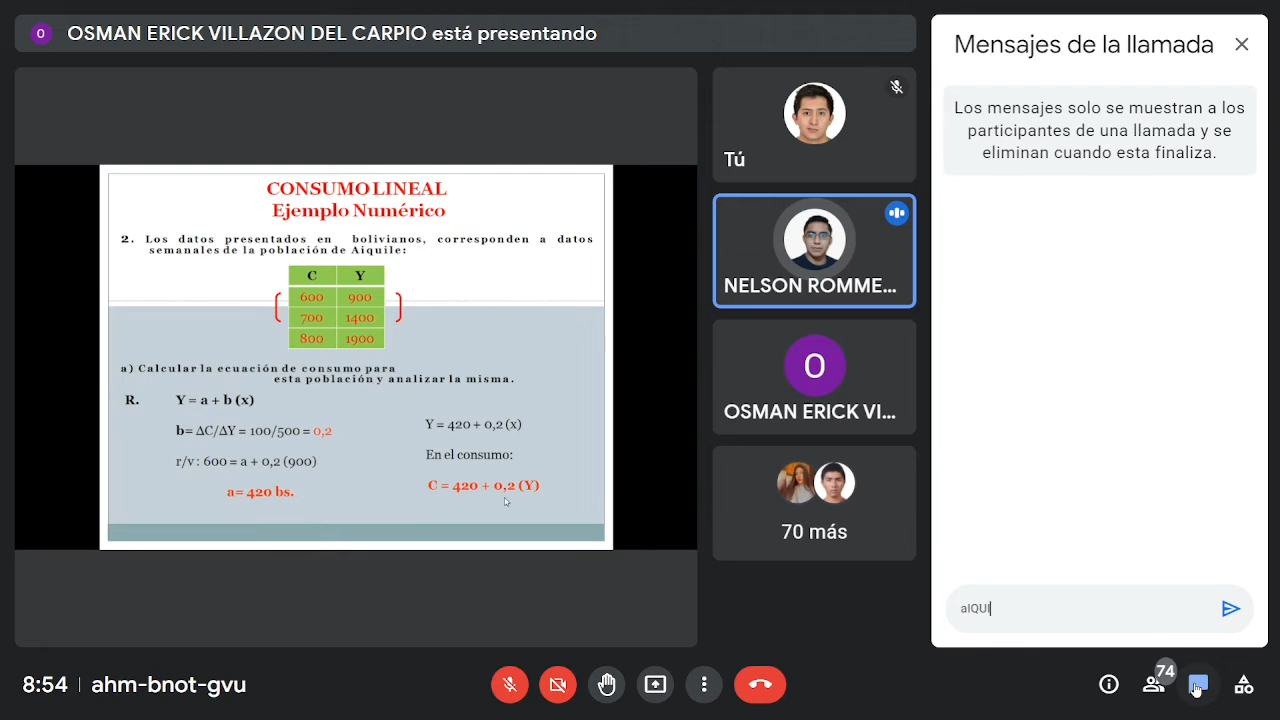 O OSMAN ERICK VILLAZON DEL CARPIO está presentando
CONSUMO LINEAL
Ejemplo Numérico
2. Los datos presentados en bolivianos, corresponden a datos
semanales de la población de Aiquile:
C Y
600 900
700 1400
800 1900
a) Calcular la ecuación de consumo para
esta población y analizar la misma.
R. Y = a + b (x)
b= ΔC/ΔY = 100/500 = 0,2
r/v: 600 = a + 0,2 (900)
a= 420 bs.
Y = 420 + 0,2 (x)
En el consumo:
C = 420 + 0,2 (Y)
Tú
NELSON ROMME...
O
OSMAN ERICK VI...
70 más
Mensajes de la llamada
Los mensajes solo se muestran a los
participantes de una llamada y se
eliminan cuando esta finaliza.
aIQUI
8:54 | ahm-bnot-gvu
74